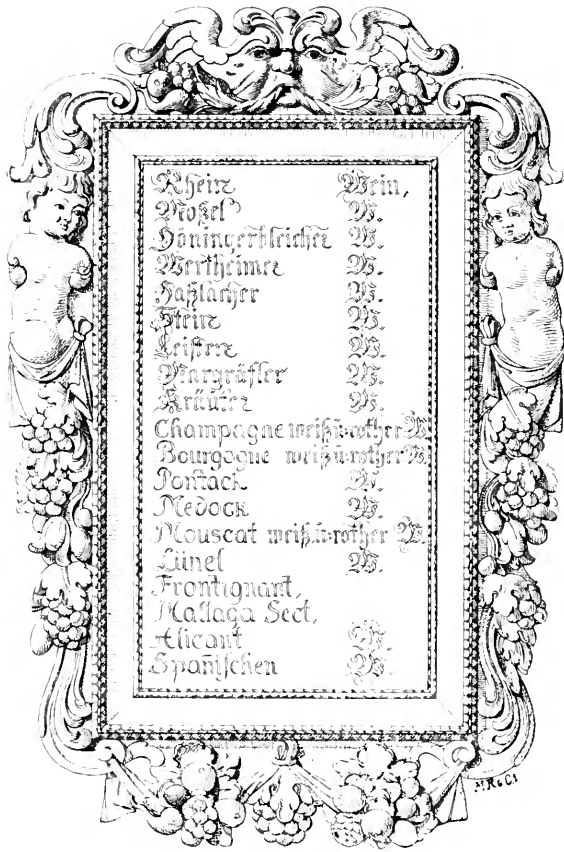 Rhein Wein,
Moßel W.
Höningerbleicher W.
Wertheimer W.
Haßlacher W.
Stein W.
Leisten W.
Margräfler W.
Kräuter W.
Champagne weiß u. rother W.
Bourgogne weiß u. rother W.
Pontack W.
Medock W.
Mouscat weiß. u. rother W.
Lünel W.
Frontignant,
Mallaga Sect,
Alicant W.
Spanischen W.